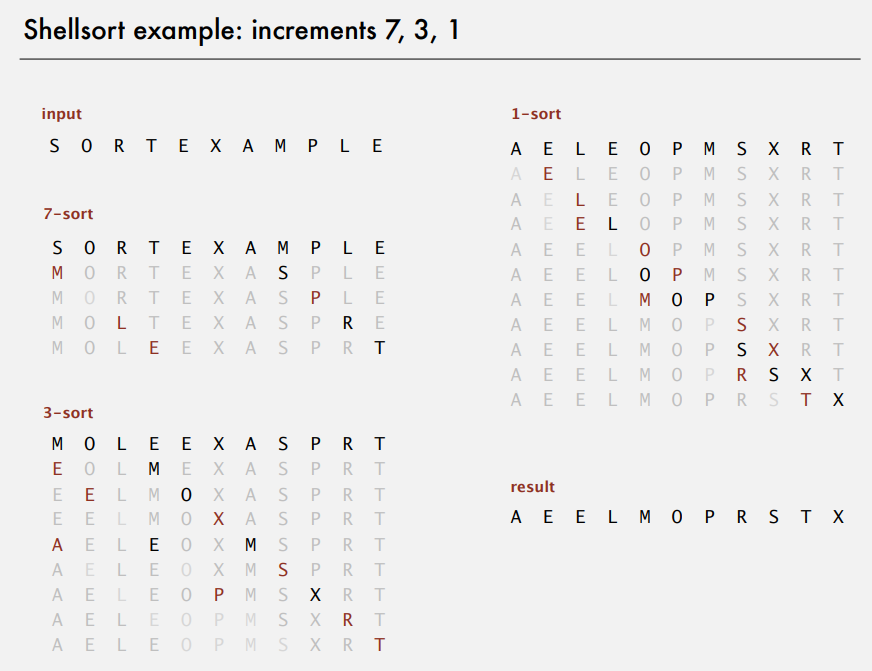 Shellsort example: increments 7, 3, 1
input
S O R T E X A M P L E
7-sort
S O R T E X A M P L E
M O R T E X A S P L E
M O R T E X A S P L E
M O L T E X A S P R E
M O L E E X A S P R T
3-sort
M O L E E X A S P R T
E O L M E X A S P R T
E E L M O X A S P R T
E E L M O X A S P R T
A E L E O X M S P R T
A E L E O X M S P R T
A E L E O P M S X R T
A E L E O P M S X R T
A E L E O P M S X R T
1-sort
A E L E O P M S X R T
A E L E O P M S X R T
A E L E O P M S X R T
A E E L O P M S X R T
A E E L O P M S X R T
A E E L O P M S X R T
A E E L M O P S X R T
A E E L M O P S X R T
A E E L M O P S X R T
A E E L M O P R S X T
A E E L M O P R S T X
result
A E E L M O P R S T X